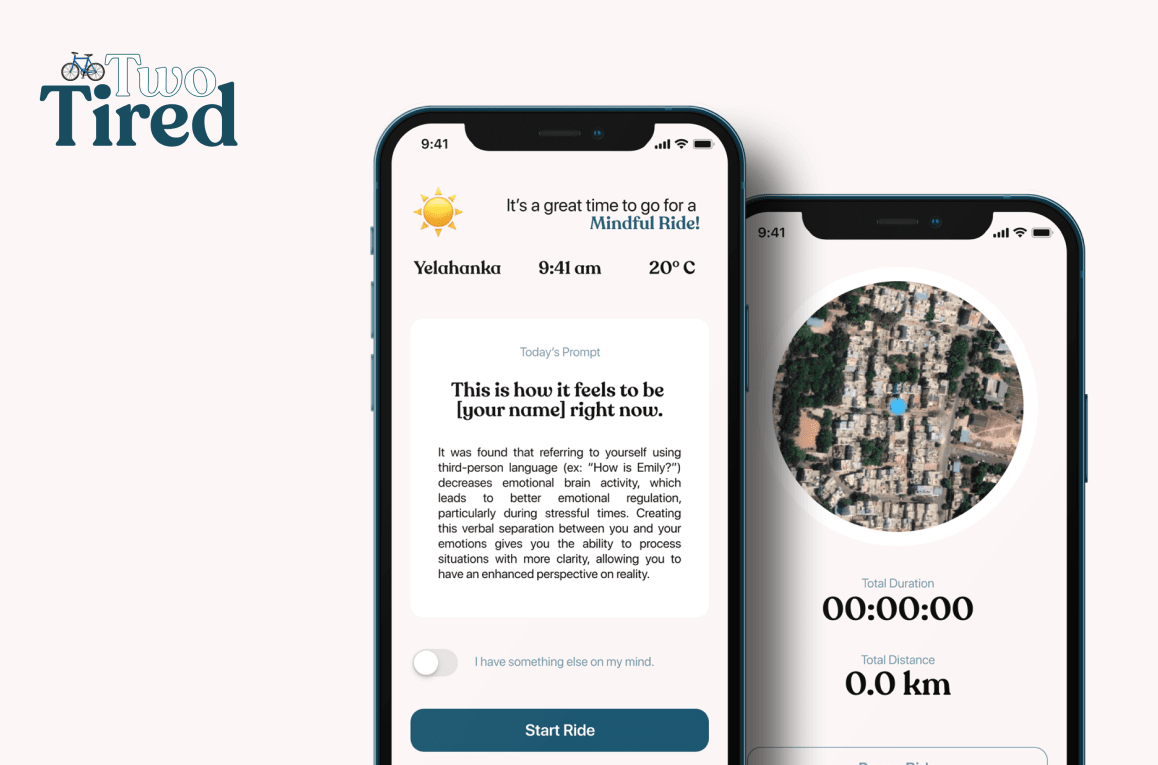 Two
Tired
9:41
It's a great time to go for a
Mindful Ride!
Yelahanka 9:41 am 20º C
Today's Prompt
This is how it feels to be
[your name] right now.
It was found that referring to yourself using
third-person language (ex: “How is Emily?”)
decreases emotional brain activity, which
leads to better emotional regulation,
particularly during stressful times. Creating
this verbal separation between you and your
emotions gives you the ability to process
situations with more clarity, allowing you to
have an enhanced perspective on reality.
I have something else on my mind.
Start Ride
9:41
Total Duration
00:00:00
Total Distance
0.0 km